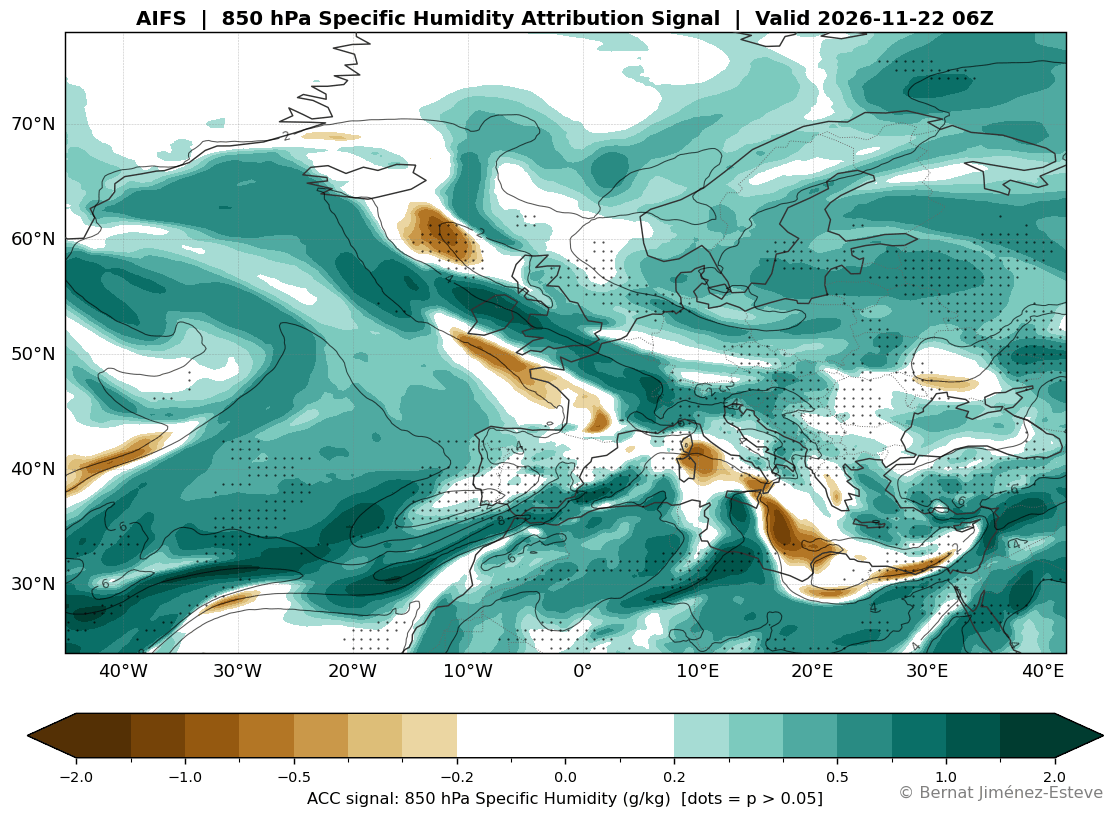 AIFS | 850 hPa Specific Humidity Attribution Signal | Valid 2026-11-22 06Z
70°N
60°N
50°N
40°N
30°N
40°W 30°W 20°W 10°W 0° 10°E 20°E 30°E 40°E
−2.0 −1.0 −0.5 −0.2 0.0 0.2 0.5 1.0 2.0
ACC signal: 850 hPa Specific Humidity (g/kg) [dots = p > 0.05]
© Bernat Jiménez-Esteve